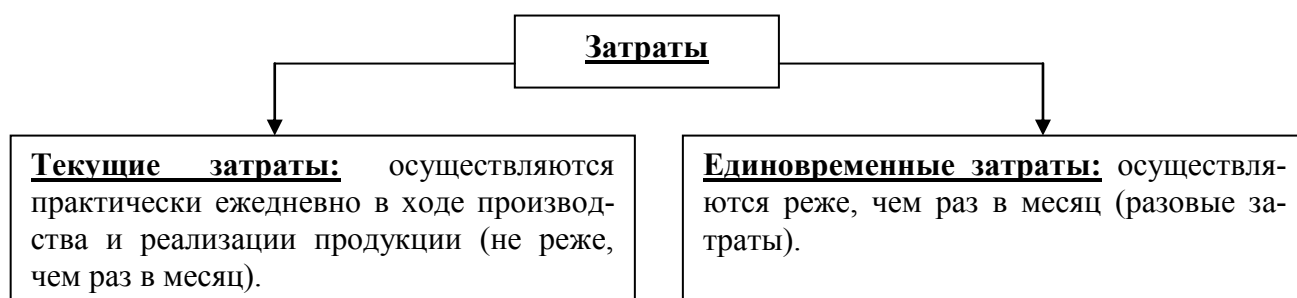 Затраты
Текущие затраты: осуществляются
практически ежедневно в ходе производ-
ства и реализации продукции (не реже,
чем раз в месяц).
Единовременные затраты: осуществля-
ются реже, чем раз в месяц (разовые за-
траты).